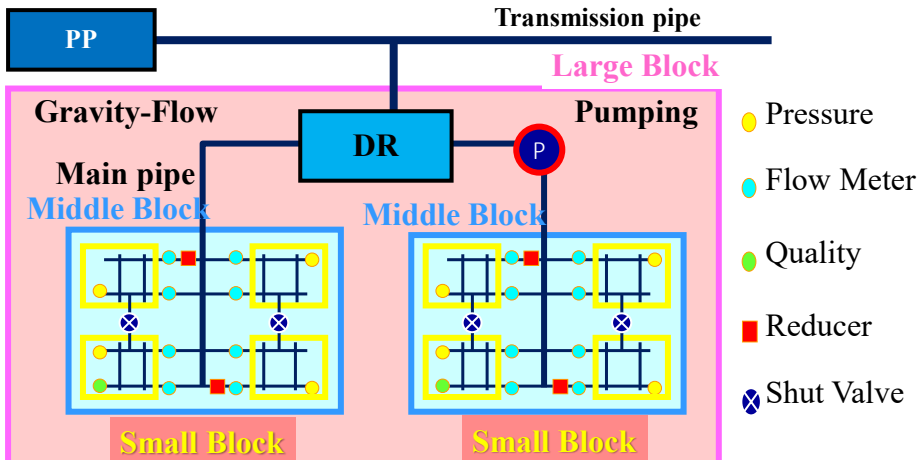 PP
Transmission pipe
Large Block
Gravity-Flow
Pumping
DR
P
Main pipe
Middle Block
Middle Block
Small Block
Small Block
Pressure
Flow Meter
Quality
Reducer
Shut Valve